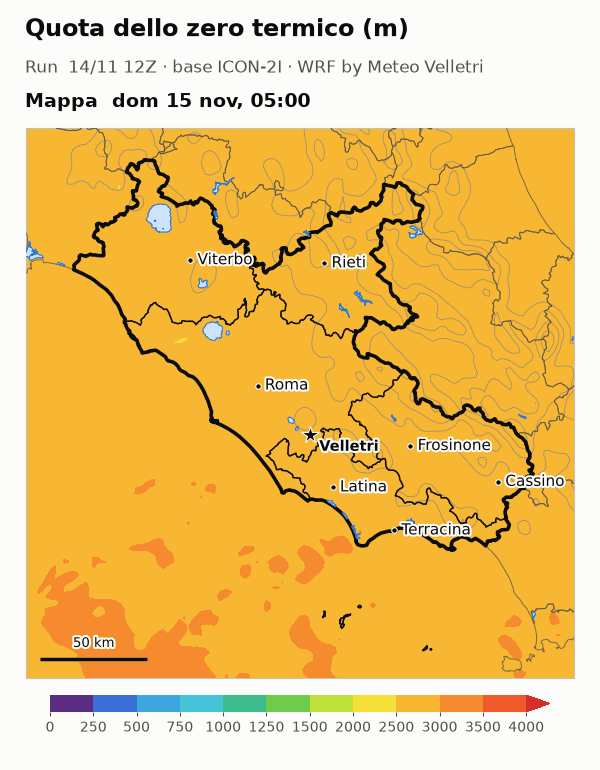 Quota dello zero termico (m)
Run 14/11 12Z · base ICON-2I · WRF by Meteo Velletri
Mappa dom 15 nov, 05:00
Viterbo
Rieti
Roma
Velletri
Frosinone
Latina
Cassino
Terracina
50 km
0 250 500 750 1000 1250 1500 2000 2500 3000 3500 4000